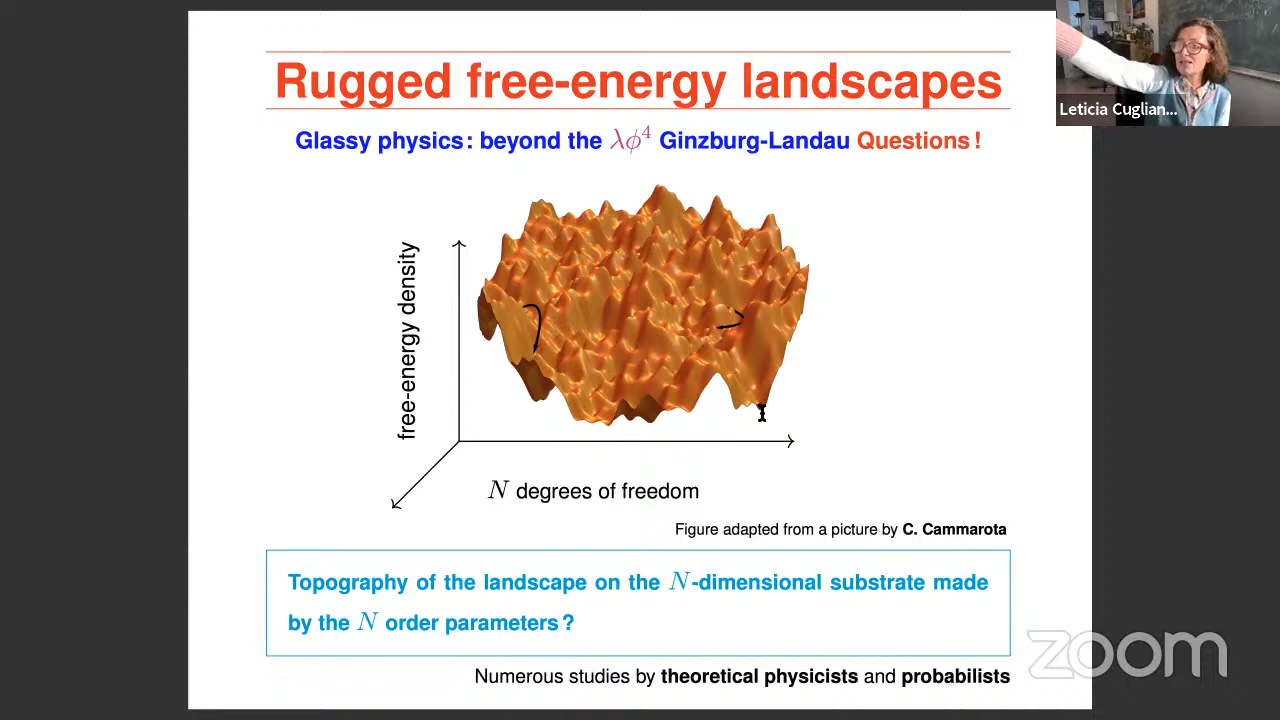 Rugged free-energy landscapes
Leticia Cuglian...
Glassy physics: beyond the λϕ⁴ Ginzburg-Landau Questions!
free-energy density
N degrees of freedom
Figure adapted from a picture by C. Cammarota
Topography of the landscape on the N-dimensional substrate made
by the N order parameters?
zoom
Numerous studies by theoretical physicists and probabilists